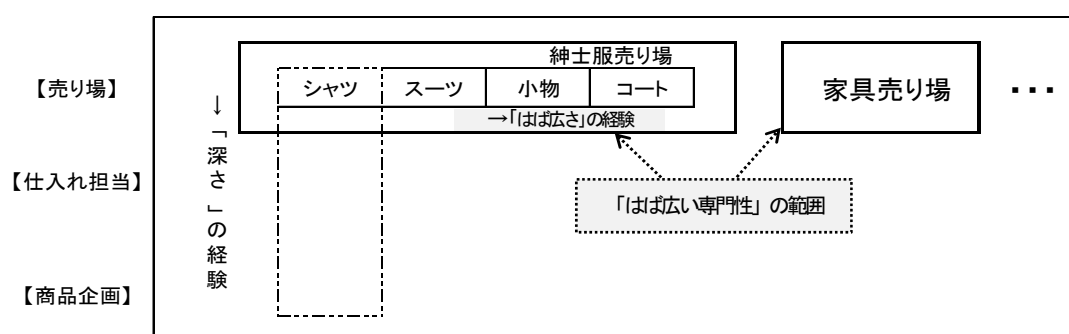 紳士服売り場
【売り場】
シャツ
スーツ
小物
コート
家具売り場
・・・
→「はば広さ」の経験
↓「深さ」の経験
【仕入れ担当】
「はば広い専門性」の範囲
【商品企画】